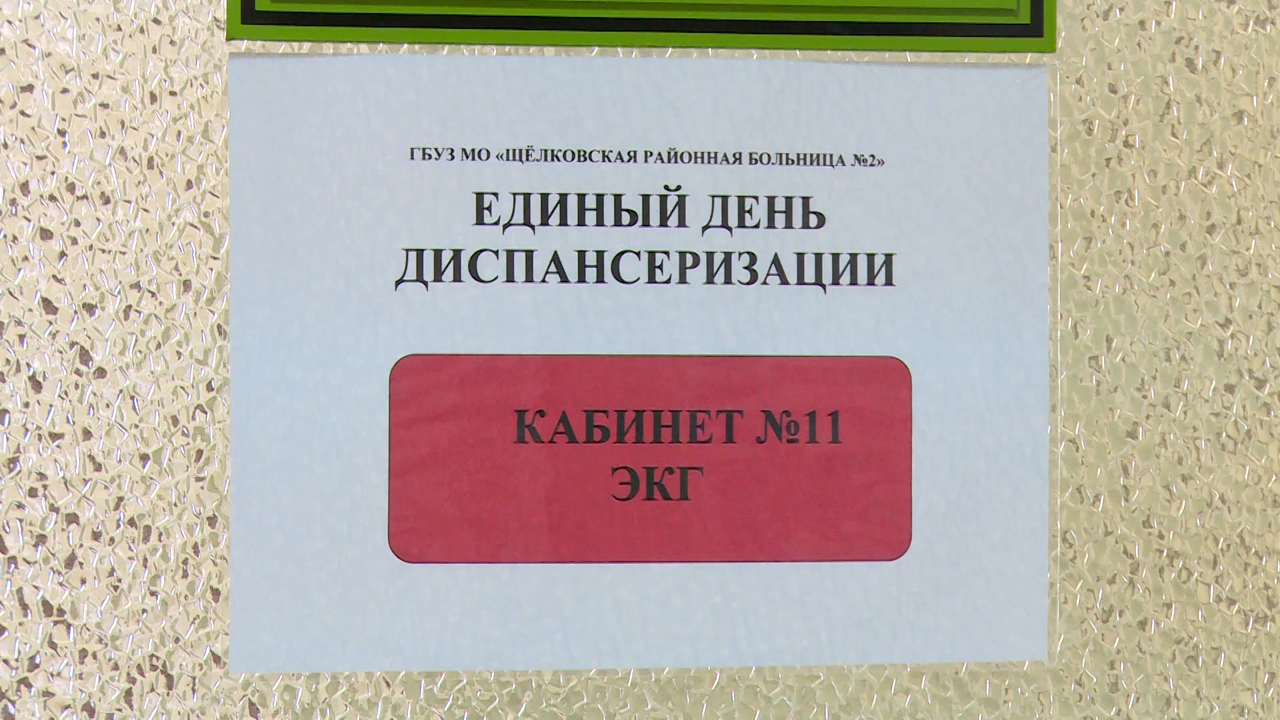 ГБУЗ МО «ЩЁЛКОВСКАЯ РАЙОННАЯ БОЛЬНИЦА №2»
ЕДИНЫЙ ДЕНЬ
ДИСПАНСЕРИЗАЦИИ
КАБИНЕТ №11
ЭКГ